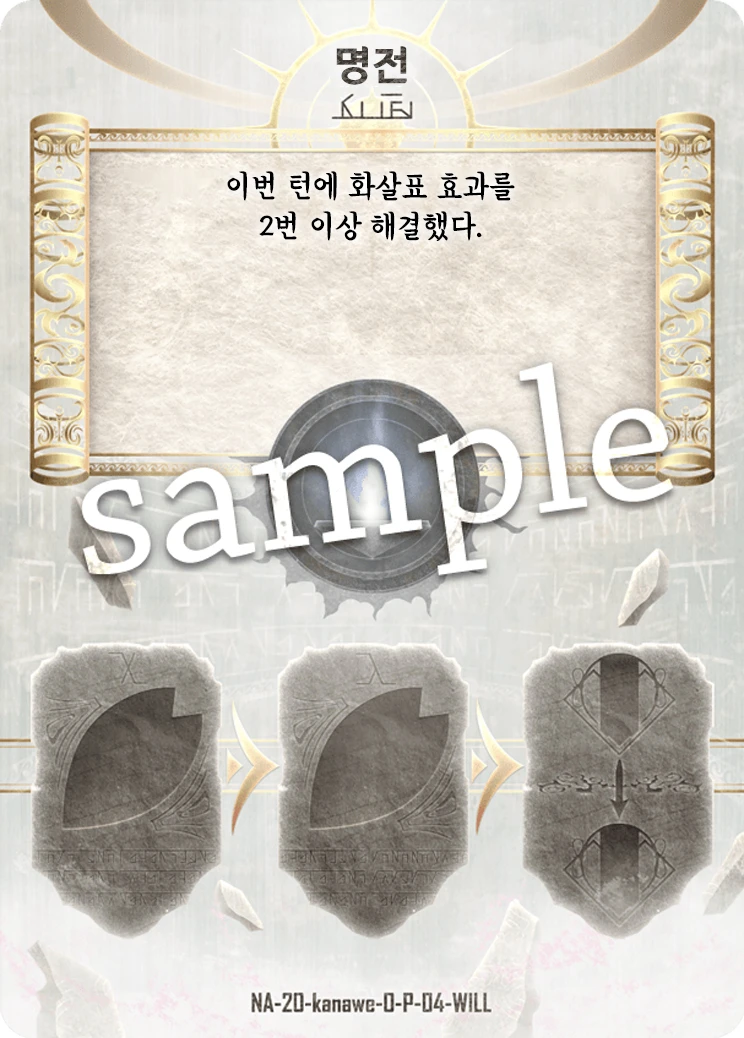 명전
이번 턴에 화살표 효과를
2번 이상 해결했다.
sample
NA-20-kanawe-O-P-04-WILL